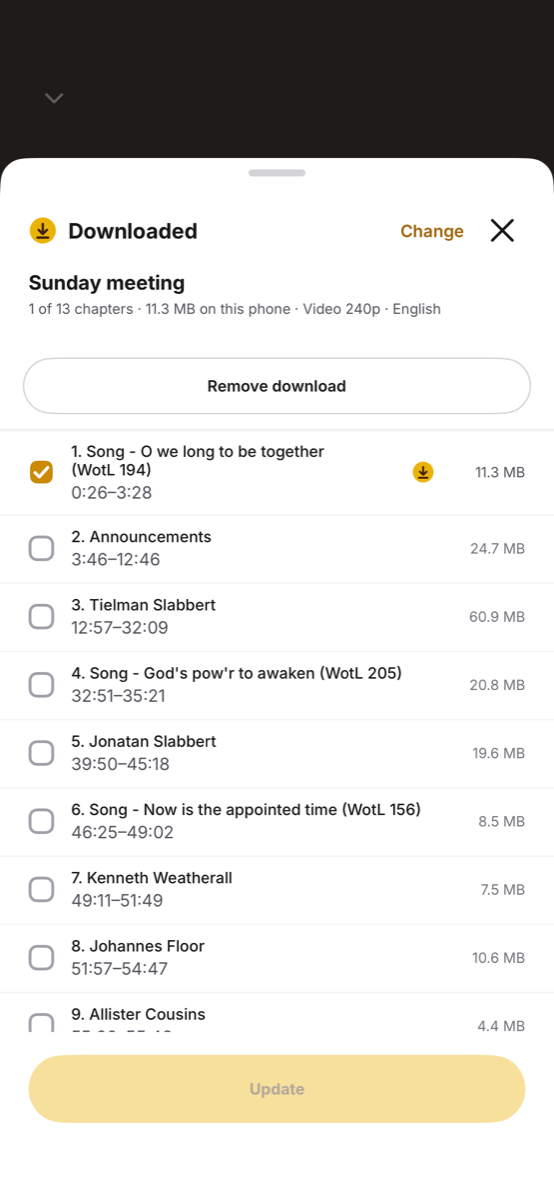 Downloaded
Change
Sunday meeting
1 of 13 chapters · 11.3 MB on this phone · Video 240p · English
Remove download
1. Song - O we long to be together
(WotL 194)
0:26–3:28
11.3 MB
2. Announcements
3:46–12:46
24.7 MB
3. Tielman Slabbert
12:57–32:09
60.9 MB
4. Song - God's pow'r to awaken (WotL 205)
32:51–35:21
20.8 MB
5. Jonatan Slabbert
39:50–45:18
19.6 MB
6. Song - Now is the appointed time (WotL 156)
46:25–49:02
8.5 MB
7. Kenneth Weatherall
49:11–51:49
7.5 MB
8. Johannes Floor
51:57–54:47
10.6 MB
9. Allister Cousins
4.4 MB
Update